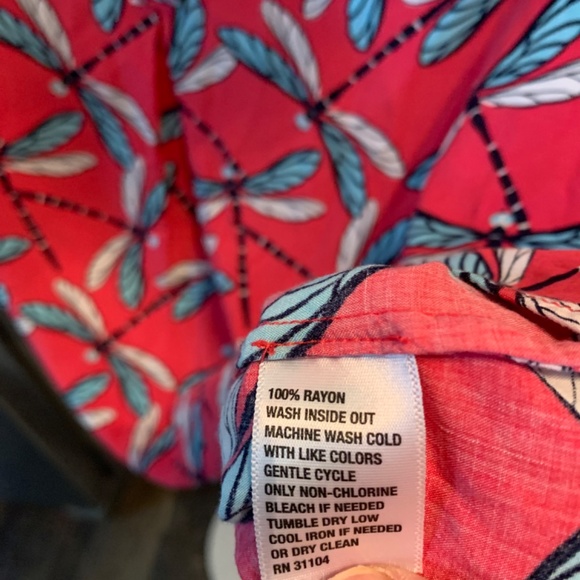 100% RAYON
WASH INSIDE OUT
MACHINE WASH COLD
WITH LIKE COLORS
GENTLE CYCLE
ONLY NON-CHLORINE
BLEACH IF NEEDED
TUMBLE DRY LOW
COOL IRON IF NEEDED
OR DRY CLEAN
RN 31104